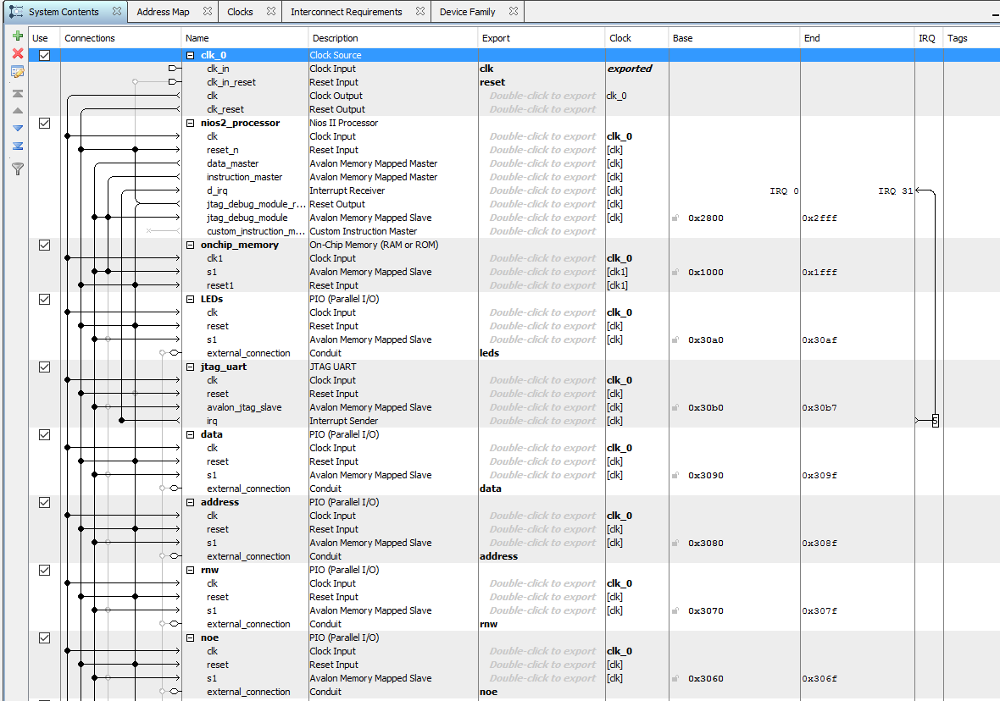 System Contents Address Map Clocks Interconnect Requirements Device Family
Use Connections Name Description Export Clock Base End IRQ Tags
clk_0 Clock Source
clk_in Clock Input clk exported
clk_in_reset Reset Input reset
clk Clock Output Double-click to export clk_0
clk_reset Reset Output Double-click to export
nios2_processor Nios II Processor
clk Clock Input Double-click to export clk_0
reset_n Reset Input Double-click to export [clk]
data_master Avalon Memory Mapped Master Double-click to export [clk]
instruction_master Avalon Memory Mapped Master Double-click to export [clk]
d_irq Interrupt Receiver Double-click to export [clk] IRQ 0 IRQ 31
jtag_debug_module_r... Reset Output Double-click to export [clk]
jtag_debug_module Avalon Memory Mapped Slave Double-click to export [clk] 0x2800 0x2fff
custom_instruction_m... Custom Instruction Master Double-click to export
onchip_memory On-Chip Memory (RAM or ROM)
clk1 Clock Input Double-click to export clk_0
s1 Avalon Memory Mapped Slave Double-click to export [clk1] 0x1000 0x1fff
reset1 Reset Input Double-click to export [clk1]
LEDs PIO (Parallel I/O)
clk Clock Input Double-click to export clk_0
reset Reset Input Double-click to export [clk]
s1 Avalon Memory Mapped Slave Double-click to export [clk] 0x30a0 0x30af
external_connection Conduit leds
jtag_uart JTAG UART
clk Clock Input Double-click to export clk_0
reset Reset Input Double-click to export [clk]
avalon_jtag_slave Avalon Memory Mapped Slave Double-click to export [clk] 0x30b0 0x30b7
irq Interrupt Sender Double-click to export [clk] 5
data PIO (Parallel I/O)
clk Clock Input Double-click to export clk_0
reset Reset Input Double-click to export [clk]
s1 Avalon Memory Mapped Slave Double-click to export [clk] 0x3090 0x309f
external_connection Conduit data
address PIO (Parallel I/O)
clk Clock Input Double-click to export clk_0
reset Reset Input Double-click to export [clk]
s1 Avalon Memory Mapped Slave Double-click to export [clk] 0x3080 0x308f
external_connection Conduit address
rnw PIO (Parallel I/O)
clk Clock Input Double-click to export clk_0
reset Reset Input Double-click to export [clk]
s1 Avalon Memory Mapped Slave Double-click to export [clk] 0x3070 0x307f
external_connection Conduit rnw
noe PIO (Parallel I/O)
clk Clock Input Double-click to export clk_0
reset Reset Input Double-click to export [clk]
s1 Avalon Memory Mapped Slave Double-click to export [clk] 0x3060 0x306f
external_connection Conduit noe